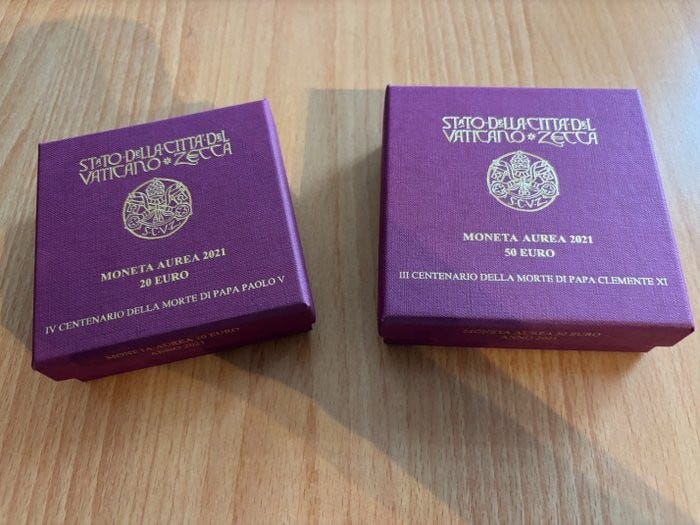 STATO·DELLA·CITTÀ·DEL
VATICANO * ZECCA
S·C·V·Z·
MONETA AUREA 2021
20 EURO
IV CENTENARIO DELLA MORTE DI PAPA PAOLO V
MONETA AUREA 20 EURO
ANNO 2021
STATO·DELLA·CITTÀ·DEL
VATICANO * ZECCA
S·C·V·Z·
MONETA AUREA 2021
50 EURO
III CENTENARIO DELLA MORTE DI PAPA CLEMENTE XI
MONETA AUREA 50 EURO
ANNO 2021